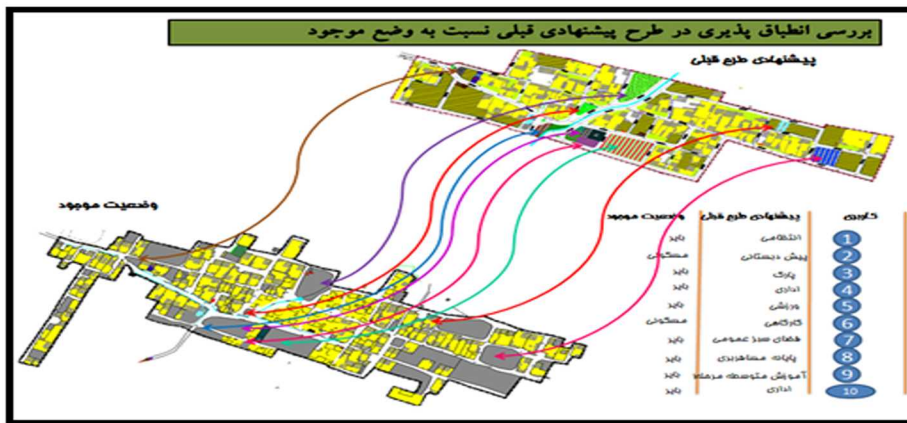 بررسی انطباق پذیری در طرح پیشنهادی قبلی نسبت به وضع موجود
پیشنهادی طرح قبلی
وضعیت موجود
کاربری پیشنهادی طرح قبلی وضعیت موجود
1 انتظامی بایر
2 پیش دبستانی مسکونی
3 پارک بایر
4 اداری بایر
5 ورزشی بایر
6 کارگاهی مسکونی
7 فضای سبز عمومی بایر
8 پایانه مسافربری بایر
9 آموزش متوسطه بایر
10 اداری بایر